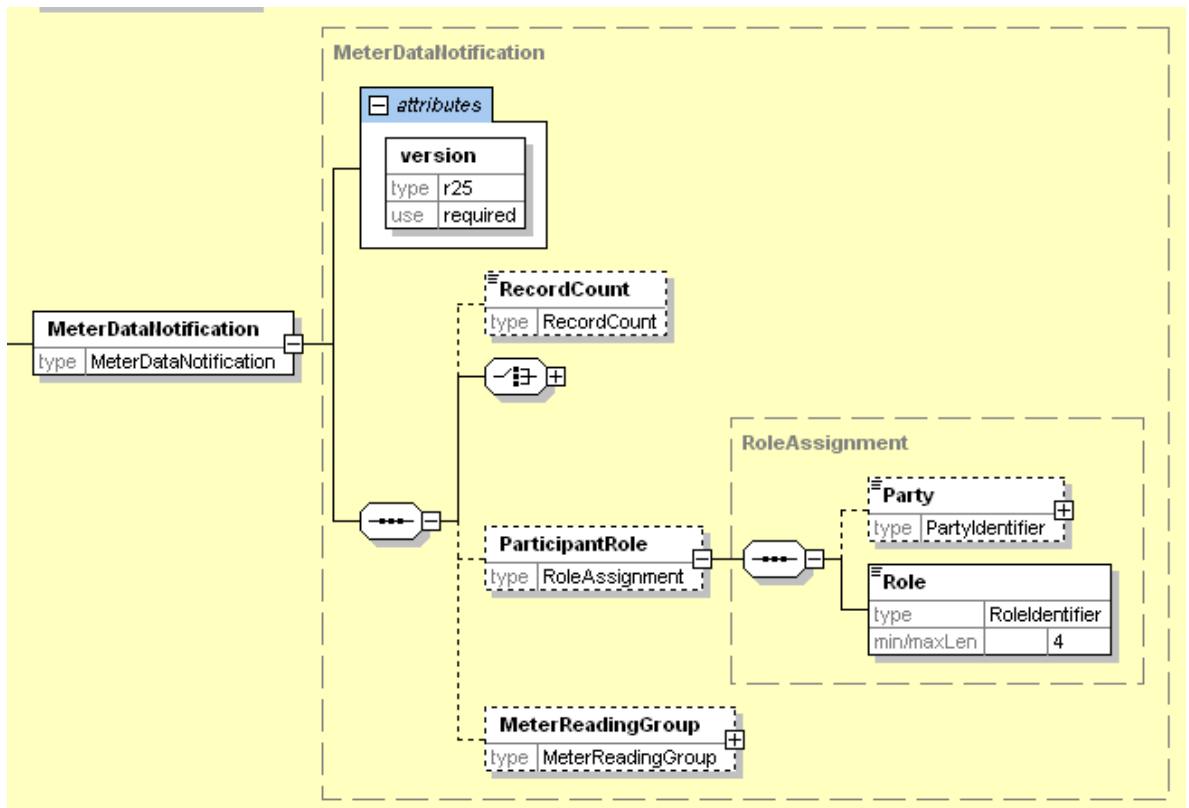 MeterDataNotification
attributes
version
type r25
use required
RecordCount
type RecordCount
MeterDataNotification
type MeterDataNotification
RoleAssignment
Party
type PartyIdentifier
ParticipantRole
type RoleAssignment
Role
type RoleIdentifier
min/maxLen 4
MeterReadingGroup
type MeterReadingGroup